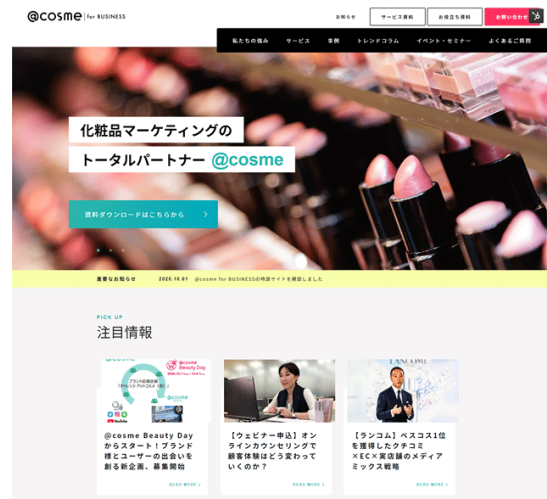 @cosme for BUSINESS
お知らせ
サービス資料
お役立ち資料
お問い合わせ
私たちの強み
サービス
事例
トレンドコラム
イベント・セミナー
よくあるご質問
化粧品マーケティングの
トータルパートナー @cosme
資料ダウンロードはこちらから
重要なお知らせ 2020.10.01 @cosme for BUSINESSの特設サイトを開設しました
PICK UP
注目情報
@cosme
Beauty Day
ブランド応援企画
@cosme Beauty Day
からスタート！ブランド
様とユーザーの出会いを
創る新企画、募集開始
READ MORE
【ウェビナー申込】オン
ラインカウンセリングで
顧客体験はどう変わって
いくのか？
READ MORE
LANCOME
【ランコム】ベスコス1位
を獲得したクチコミ
×EC×実店舗のメディア
ミックス戦略
READ MORE